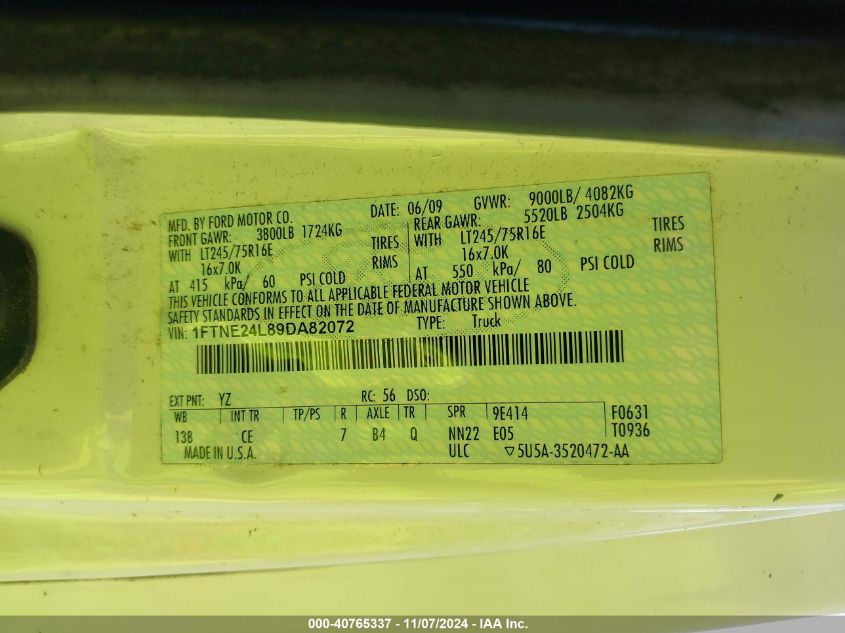 MFD. BY FORD MOTOR CO. DATE: 06/09 GVWR: 9000LB/ 4082KG
FRONT GAWR: 3800LB 1724KG REAR GAWR: 5520LB 2504KG
WITH LT245/75R16E TIRES WITH LT245/75R16E TIRES
16x7.0K RIMS 16x7.0K RIMS
AT 415 kPa/ 60 PSI COLD AT 550 kPa/ 80 PSI COLD
THIS VEHICLE CONFORMS TO ALL APPLICABLE FEDERAL MOTOR VEHICLE
SAFETY STANDARDS IN EFFECT ON THE DATE OF MANUFACTURE SHOWN ABOVE.
VIN: 1FTNE24L89DA82072 TYPE: Truck
EXT PNT: YZ RC: 56 DSO:
WB INT TR TP/PS R AXLE TR SPR 9E414 F0631
138 CE 7 B4 Q NN22 E05 T0936
MADE IN U.S.A. ULC ▽5U5A-3520472-AA
000-40765337 - 11/07/2024 - IAA Inc.